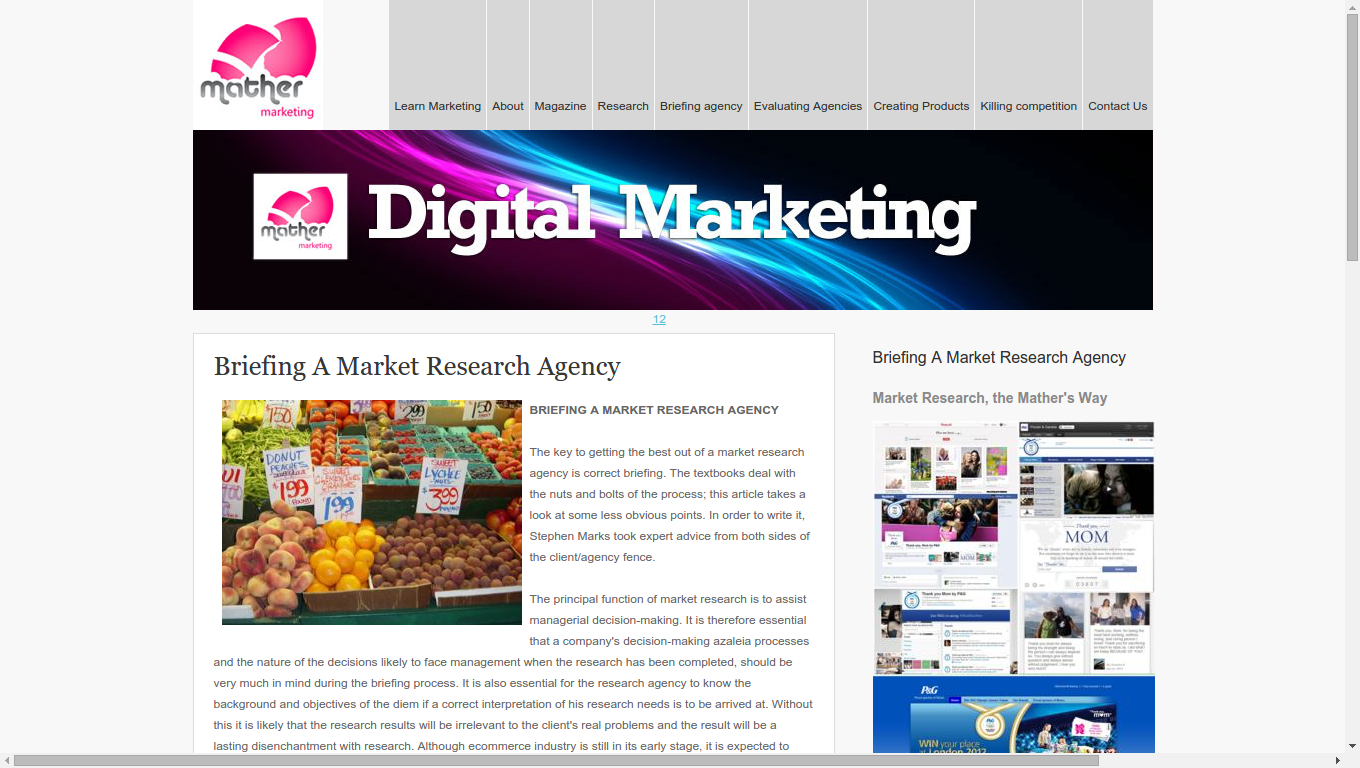 mather
marketing
Learn Marketing
About
Magazine
Research
Briefing agency
Evaluating Agencies
Creating Products
Killing competition
Contact Us
mather
marketing
Digital Marketing
12
Briefing A Market Research Agency
1.50
2.99
1.50
DONUT
PEACHES
1.99
1.99
SWEET
LYCHEE
NUTS
3.99
BRIEFING A MARKET RESEARCH AGENCY
The key to getting the best out of a market research
agency is correct briefing. The textbooks deal with
the nuts and bolts of the process; this article takes a
look at some less obvious points. In order to write it,
Stephen Marks took expert advice from both sides of
the client/agency fence.
The principal function of market research is to assist
managerial decision-making. It is therefore essential
that a company's decision-making azaleia processes
and the nature of the decisions likely to face management when the research has been completed, should be
very much in mind during the briefing process. It is also essential for the research agency to know the
background and objectives of the diem if a correct interpretation of his research needs is to be arrived at. Without
this it is likely that the research results will be irrelevant to the client's real problems and the result will be a
lasting disenchantment with research. Although ecommerce industry is still in its early stage, it is expected to
Briefing A Market Research Agency
Market Research, the Mather's Way
Thank you,
MOM
P&G
WIN your place
at London 2012